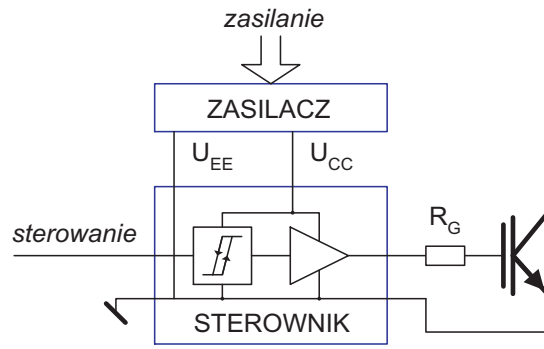 zasilanie
ZASILACZ
U_EE U_CC
sterowanie
R_G
STEROWNIK